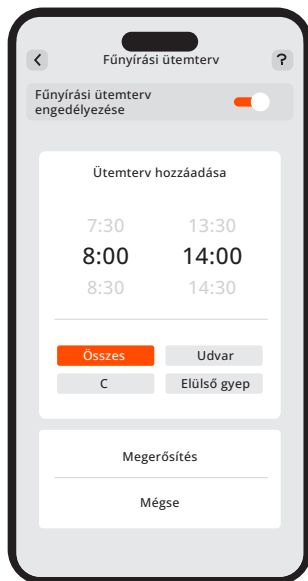 Fűnyírási ütemterv
?
Fűnyírási ütemterv
engedélyezése
Ütemterv hozzáadása
7:30 13:30
8:00 14:00
8:30 14:30
Összes Udvar
C Elülső gyep
Megerősítés
Mégse